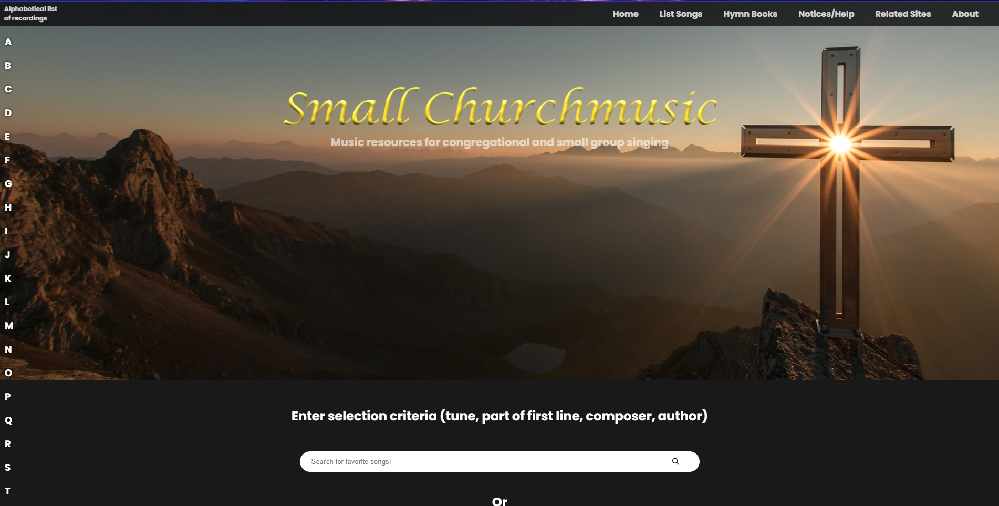 Alphabetical list
of recordings
Home List Songs Hymn Books Notices/Help Related Sites About
A
B
C
D
E
F
G
H
I
J
K
L
M
N
O
P
Q
R
S
T
Small Churchmusic
Music resources for congregational and small group singing
Enter selection criteria (tune, part of first line, composer, author)
Search for favorite songs!
Or